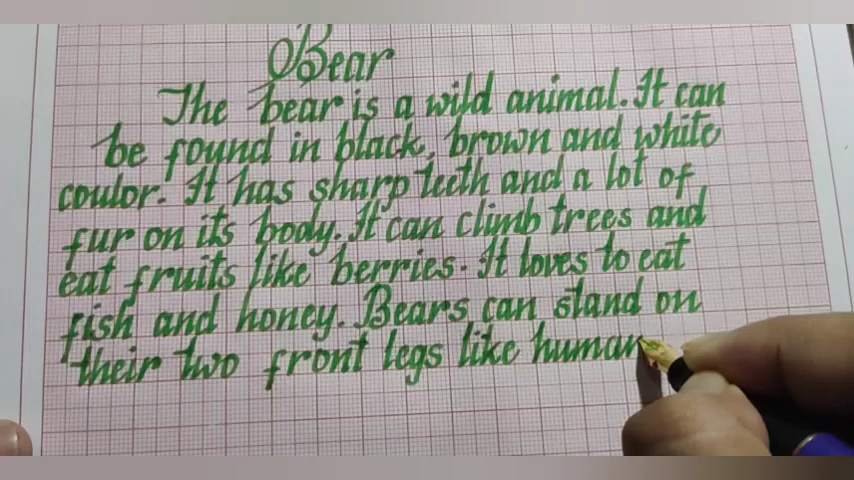 Bear
The bear is a wild animal. It can
be found in black, brown and white
coulor. It has sharp teeth and a lot of
fur on its body. It can climb trees and
eat fruits like berries. It loves to eat
fish and honey. Bears can stand on
their two front legs like human